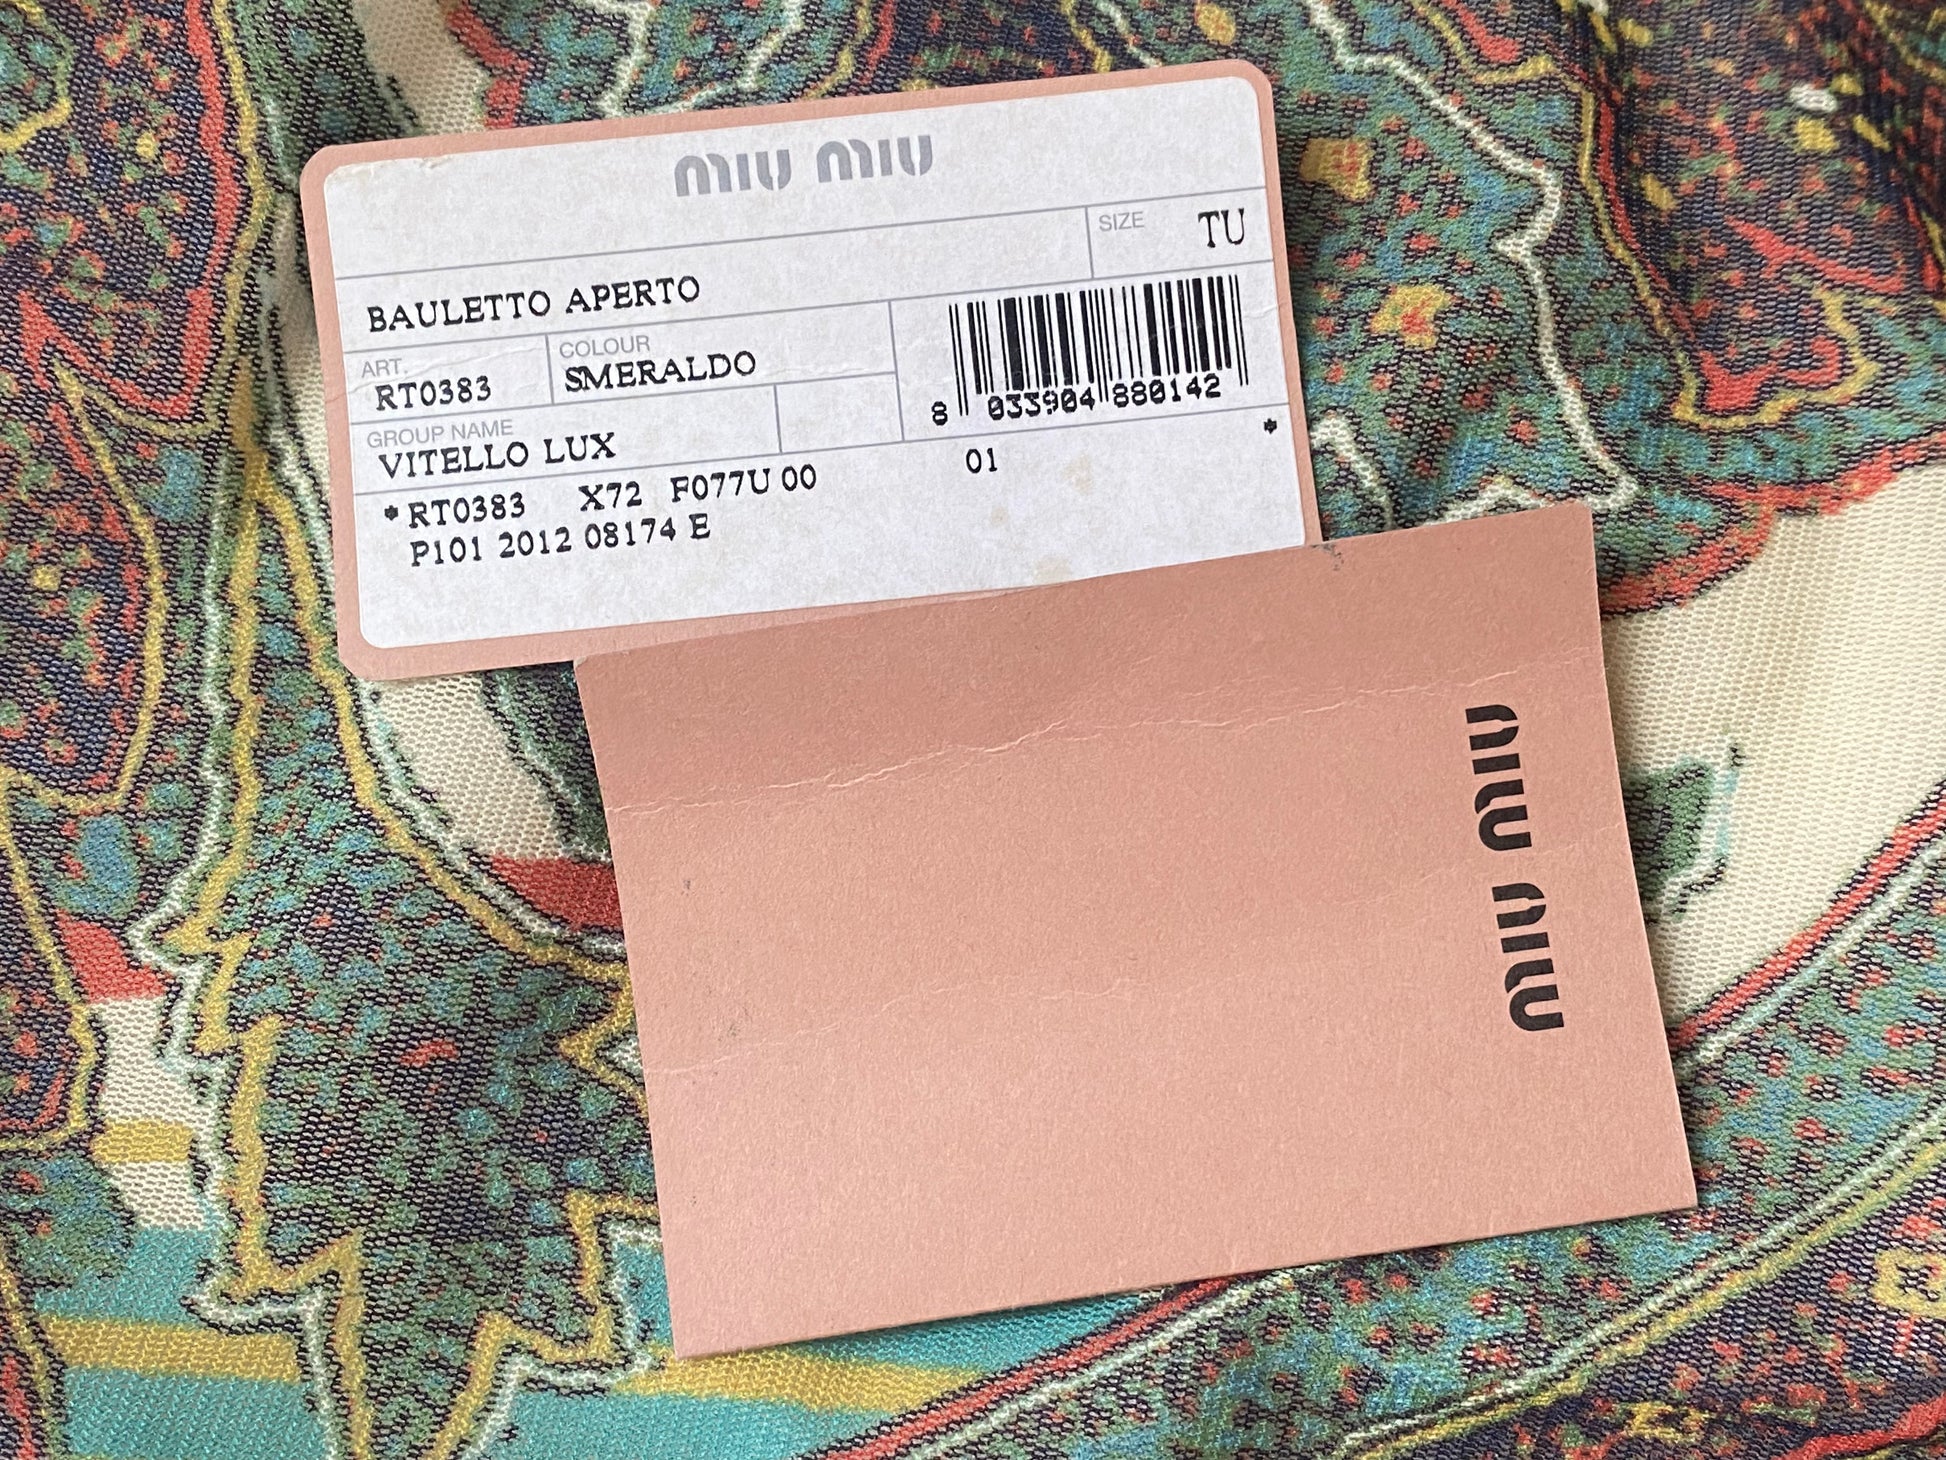 miu miu
SIZE TU
BAULETTO APERTO
ART. COLOUR
RT0383 SMERALDO
8 033904 880142
GROUP NAME
VITELLO LUX
*RT0383 X72 F077U 00 01 *
P101 2012 08174 E
miu miu